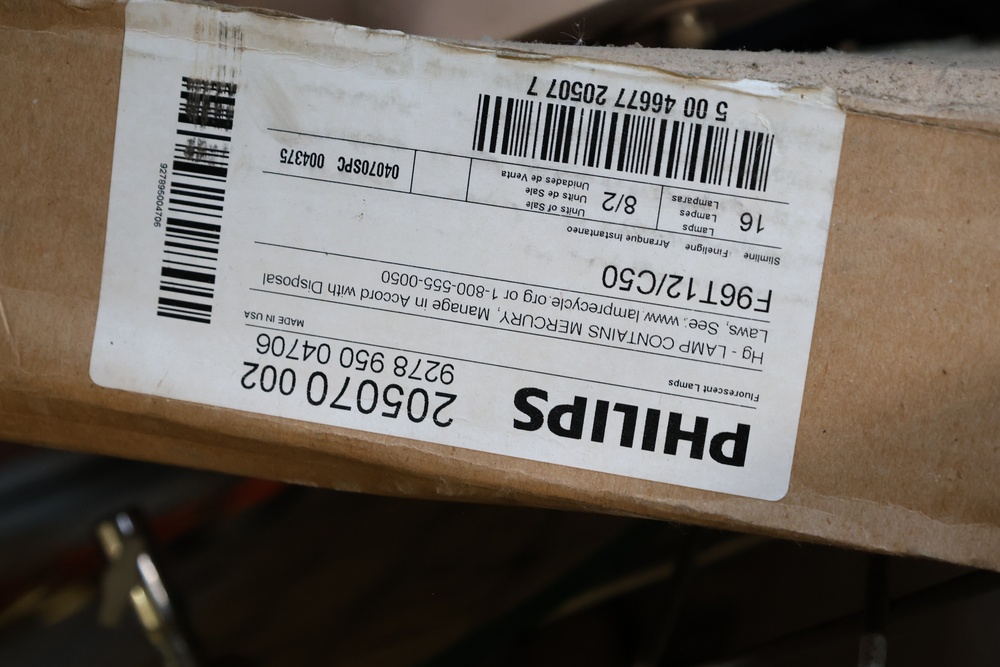 PHILIPS
205070 002
9278 950 04706
Fluorescent Lamps
MADE IN USA
Hg - LAMP CONTAINS MERCURY, Manage in Accord with Disposal
Laws, See: www.lamprecycle.org or 1-800-555-0050
F96T12/C50
Slimline Fineligne Arranque Instantaneo
16
Lamps
Lampes
Lamparas
8/2
Units of Sale
Units de Sale
Unidades de Venta
04070SPC 004375
5 00 46677 20507 7
927895004706